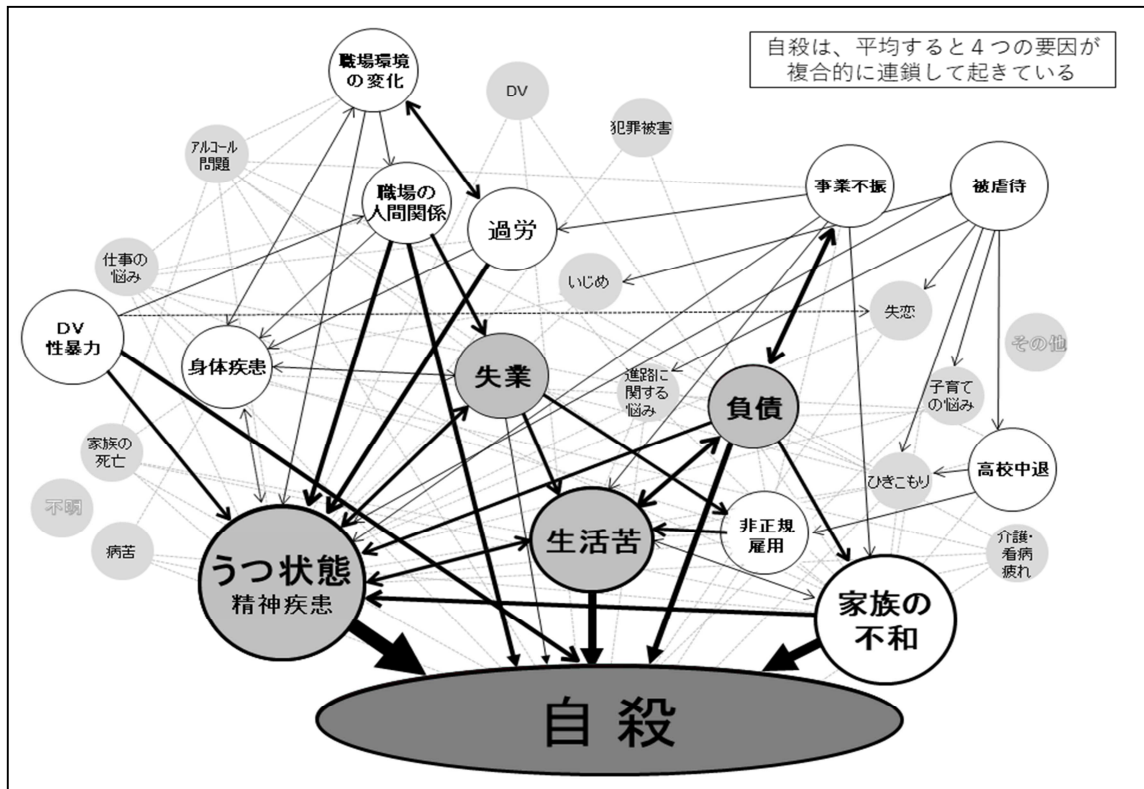 自殺は、平均すると４つの要因が
複合的に連鎖して起きている
職場環境
の変化
DV
犯罪被害
アルコール
問題
職場の
人間関係
過労
事業不振
被虐待
仕事の
悩み
いじめ
失恋
DV
性暴力
身体疾患
失業
進路に
関する
悩み
負債
その他
子育て
の悩み
家族の
死亡
高校中退
ひきこもり
不明
病苦
うつ状態
精神疾患
生活苦
非正規
雇用
介護・
看病
疲れ
家族の
不和
自殺